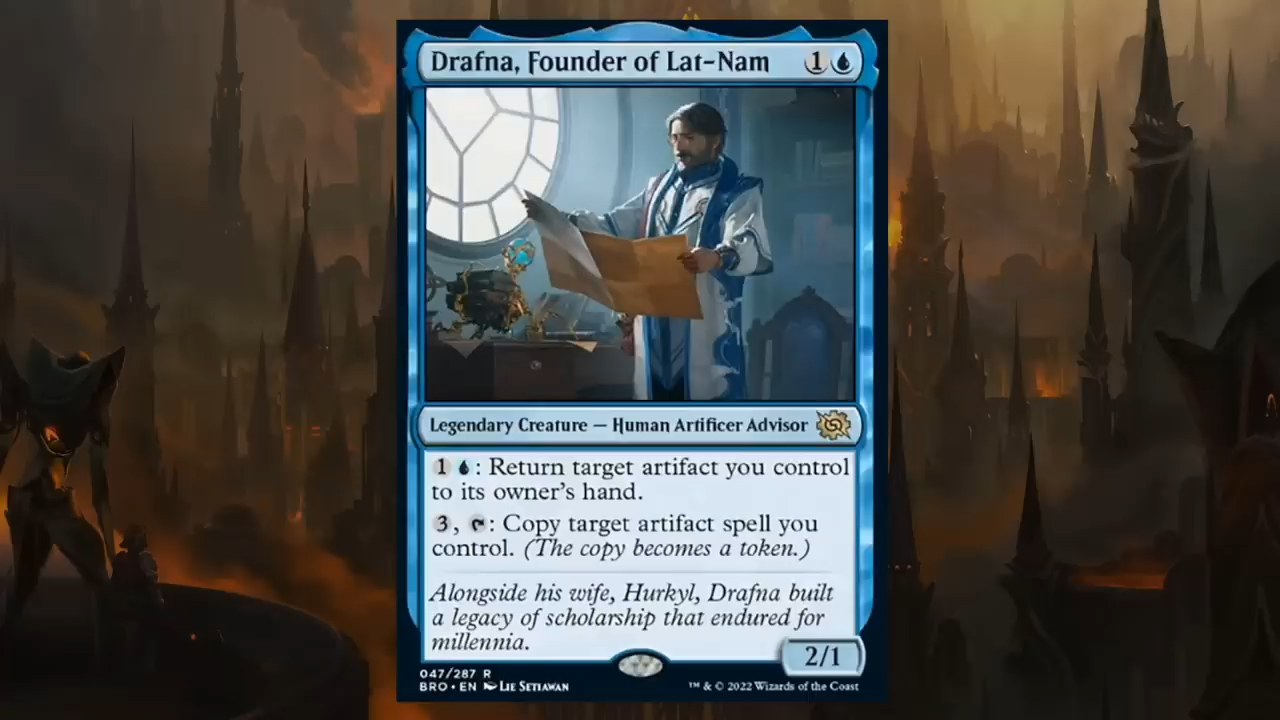 Drafna, Founder of Lat-Nam 1
Legendary Creature — Human Artificer Advisor
1 : Return target artifact you control
to its owner's hand.
3, : Copy target artifact spell you
control. (The copy becomes a token.)
Alongside his wife, Hurkyl, Drafna built
a legacy of scholarship that endured for
millennia.
2/1
047/287 R
BRO • EN Lie Setiawan
™ & © 2022 Wizards of the Coast